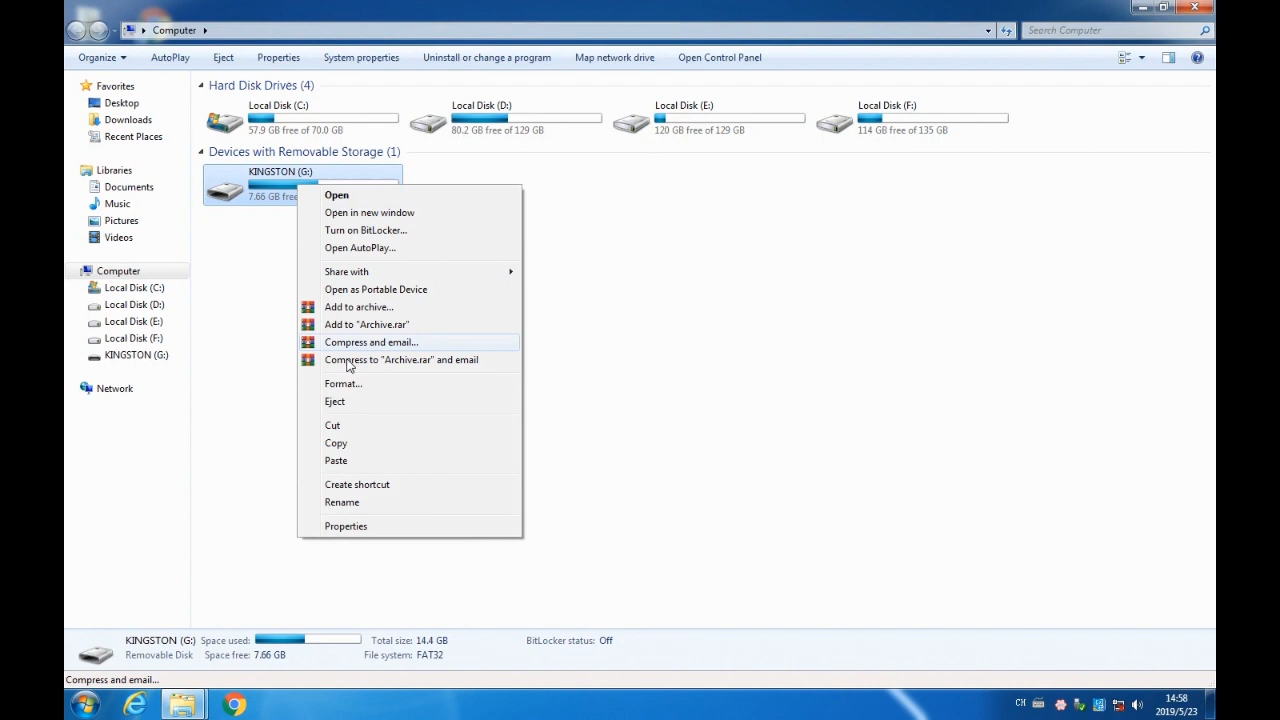 Computer
Search Computer
Organize
AutoPlay
Eject
Properties
System properties
Uninstall or change a program
Map network drive
Open Control Panel
Favorites
Desktop
Downloads
Recent Places
Libraries
Documents
Music
Pictures
Videos
Computer
Local Disk (C:)
Local Disk (D:)
Local Disk (E:)
Local Disk (F:)
KINGSTON (G:)
Network
Hard Disk Drives (4)
Local Disk (C:)
57.9 GB free of 70.0 GB
Local Disk (D:)
80.2 GB free of 129 GB
Local Disk (E:)
120 GB free of 129 GB
Local Disk (F:)
114 GB free of 135 GB
Devices with Removable Storage (1)
KINGSTON (G:)
7.66 GB free
Open
Open in new window
Turn on BitLocker...
Open AutoPlay...
Share with
Open as Portable Device
Add to archive...
Add to "Archive.rar"
Compress and email...
Compress to "Archive.rar" and email
Format...
Eject
Cut
Copy
Paste
Create shortcut
Rename
Properties
KINGSTON (G:) Space used: Total size: 14.4 GB BitLocker status: Off
Removable Disk Space free: 7.66 GB File system: FAT32
Compress and email...
CH
14:58
2019/5/23